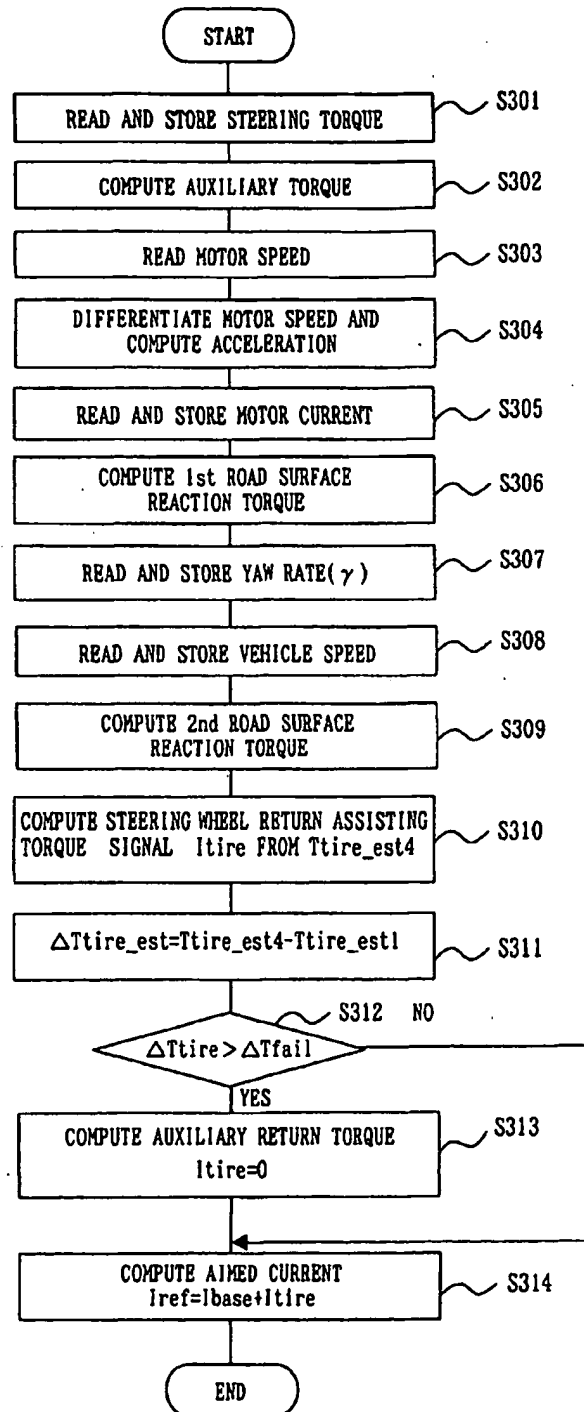 START
READ AND STORE STEERING TORQUE
S301
COMPUTE AUXILIARY TORQUE
S302
READ MOTOR SPEED
S303
DIFFERENTIATE MOTOR SPEED AND
COMPUTE ACCELERATION
S304
READ AND STORE MOTOR CURRENT
S305
COMPUTE 1st ROAD SURFACE
REACTION TORQUE
S306
READ AND STORE YAW RATE(γ)
S307
READ AND STORE VEHICLE SPEED
S308
COMPUTE 2nd ROAD SURFACE
REACTION TORQUE
S309
COMPUTE STEERING WHEEL RETURN ASSISTING
TORQUE SIGNAL Itire FROM Ttire_est4
S310
△Ttire_est=Ttire_est4-Ttire_est1
S311
S312 NO
△Ttire>△Tfail
YES
COMPUTE AUXILIARY RETURN TORQUE
Itire=0
S313
COMPUTE AIMED CURRENT
Iref=Ibase+Itire
S314
END